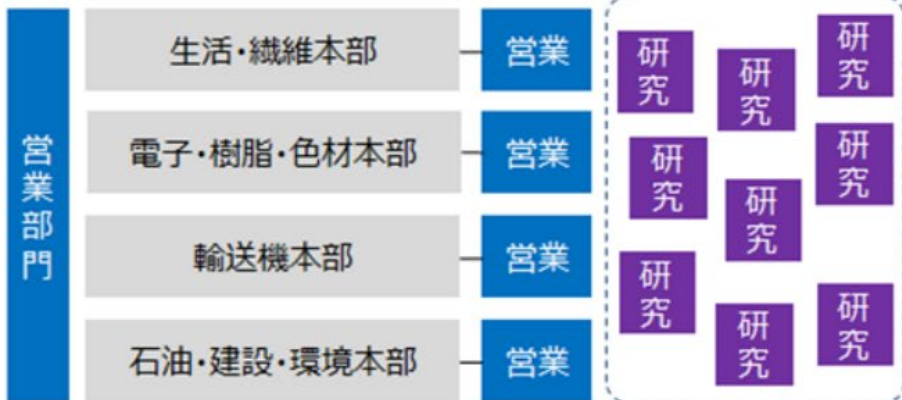 営業部門
生活・繊維本部
営業
電子・樹脂・色材本部
営業
輸送機本部
営業
石油・建設・環境本部
営業
研究
研究
研究
研究
研究
研究
研究
研究
研究